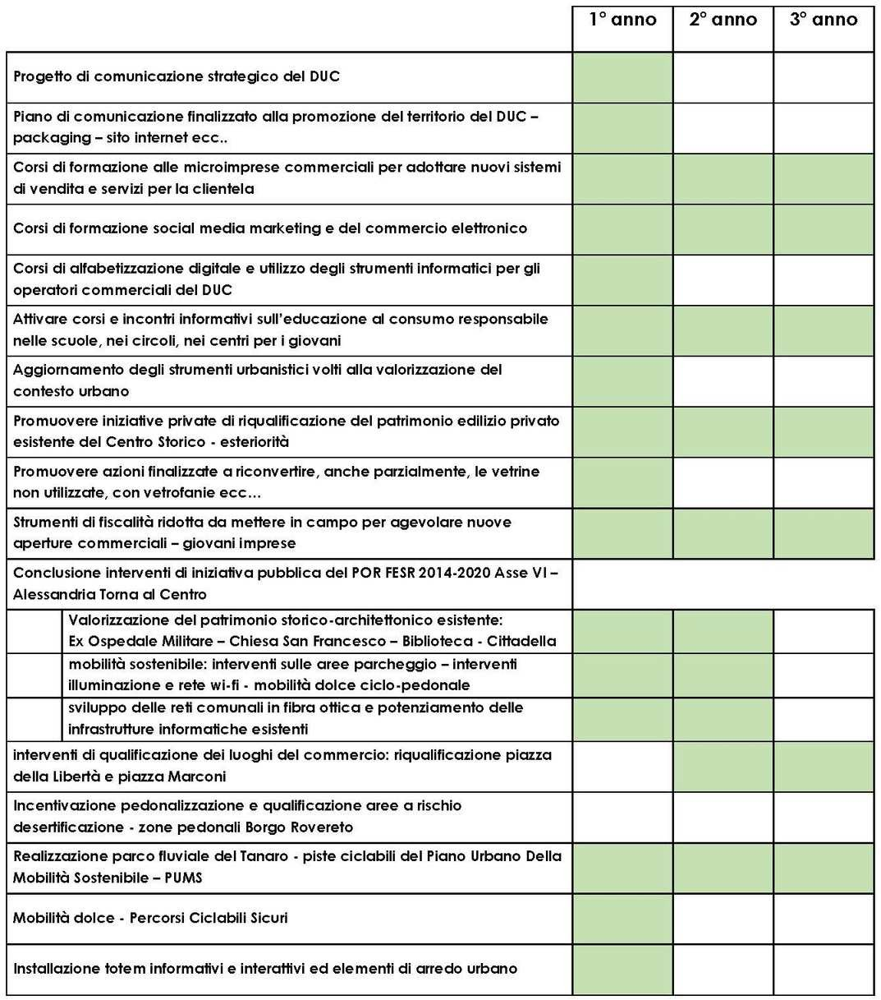 1° anno 2° anno 3° anno
Progetto di comunicazione strategico del DUC
Piano di comunicazione finalizzato alla promozione del territorio del DUC –
packaging – sito internet ecc..
Corsi di formazione alle microimprese commerciali per adottare nuovi sistemi
di vendita e servizi per la clientela
Corsi di formazione social media marketing e del commercio elettronico
Corsi di alfabetizzazione digitale e utilizzo degli strumenti informatici per gli
operatori commerciali del DUC
Attivare corsi e incontri informativi sull'educazione al consumo responsabile
nelle scuole, nei circoli, nei centri per i giovani
Aggiornamento degli strumenti urbanistici volti alla valorizzazione del
contesto urbano
Promuovere iniziative private di riqualificazione del patrimonio edilizio privato
esistente del Centro Storico - esteriorità
Promuovere azioni finalizzate a riconvertire, anche parzialmente, le vetrine
non utilizzate, con vetrofanie ecc...
Strumenti di fiscalità ridotta da mettere in campo per agevolare nuove
aperture commerciali – giovani imprese
Conclusione interventi di iniziativa pubblica del POR FESR 2014-2020 Asse VI –
Alessandria Torna al Centro
Valorizzazione del patrimonio storico-architettonico esistente:
Ex Ospedale Militare – Chiesa San Francesco – Biblioteca - Cittadella
mobilità sostenibile: interventi sulle aree parcheggio – interventi
illuminazione e rete wi-fi - mobilità dolce ciclo-pedonale
sviluppo delle reti comunali in fibra ottica e potenziamento delle
infrastrutture informatiche esistenti
interventi di qualificazione dei luoghi del commercio: riqualificazione piazza
della Libertà e piazza Marconi
Incentivazione pedonalizzazione e qualificazione aree a rischio
desertificazione - zone pedonali Borgo Rovereto
Realizzazione parco fluviale del Tanaro - piste ciclabili del Piano Urbano Della
Mobilità Sostenibile – PUMS
Mobilità dolce - Percorsi Ciclabili Sicuri
Installazione totem informativi e interattivi ed elementi di arredo urbano